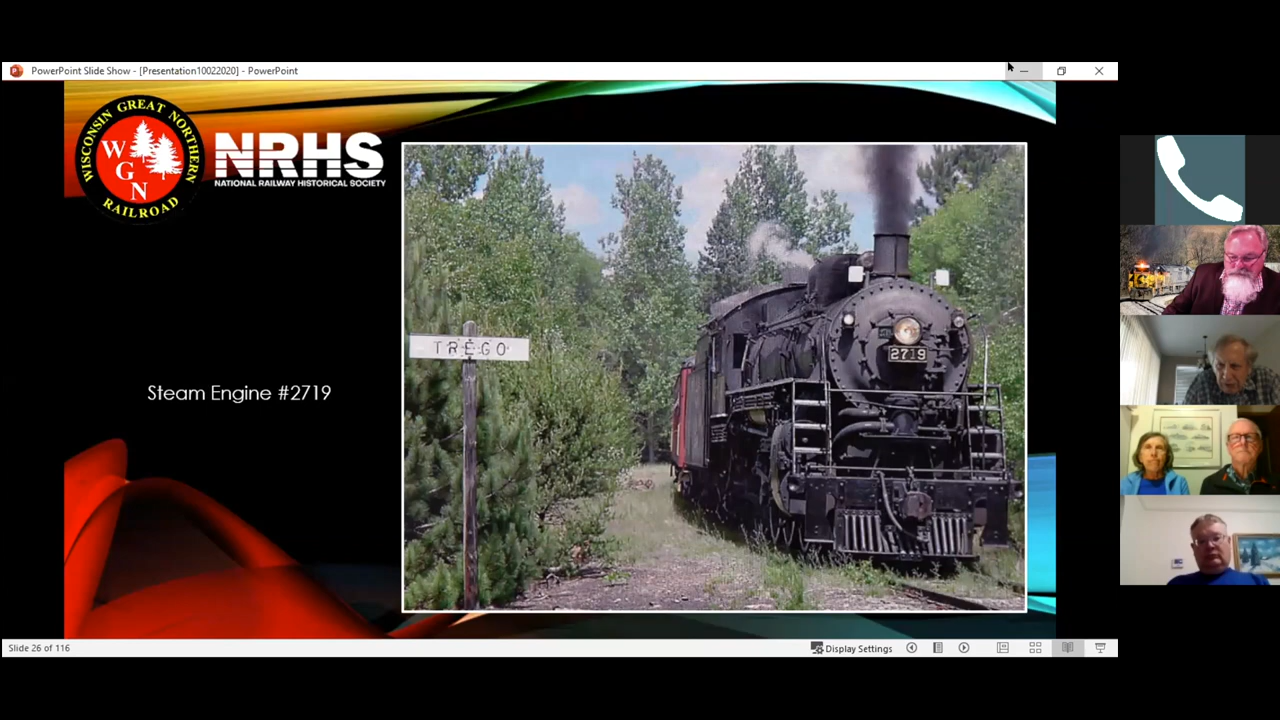 PowerPoint Slide Show - [Presentation10022020] - PowerPoint
WISCONSIN GREAT NORTHERN
WGN
RAILROAD
NRHS
NATIONAL RAILWAY HISTORICAL SOCIETY
TREGO
2719
Steam Engine #2719
Slide 26 of 116
Display Settings